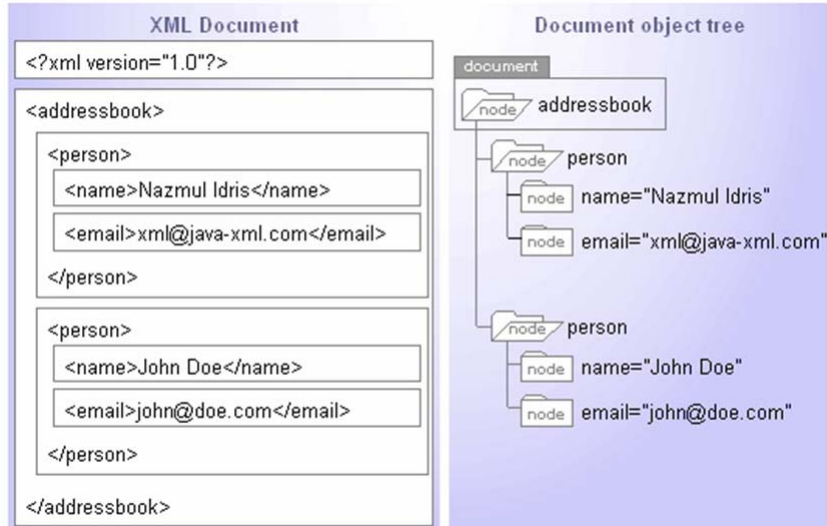 XML Document
<?xml version="1.0"?>
<addressbook>
<person>
<name>Nazmul Idris</name>
<email>xml@java-xml.com</email>
</person>
<person>
<name>John Doe</name>
<email>john@doe.com</email>
</person>
</addressbook>
Document object tree
document
node addressbook
node person
node name="Nazmul Idris"
node email="xml@java-xml.com"
node person
node name="John Doe"
node email="john@doe.com"